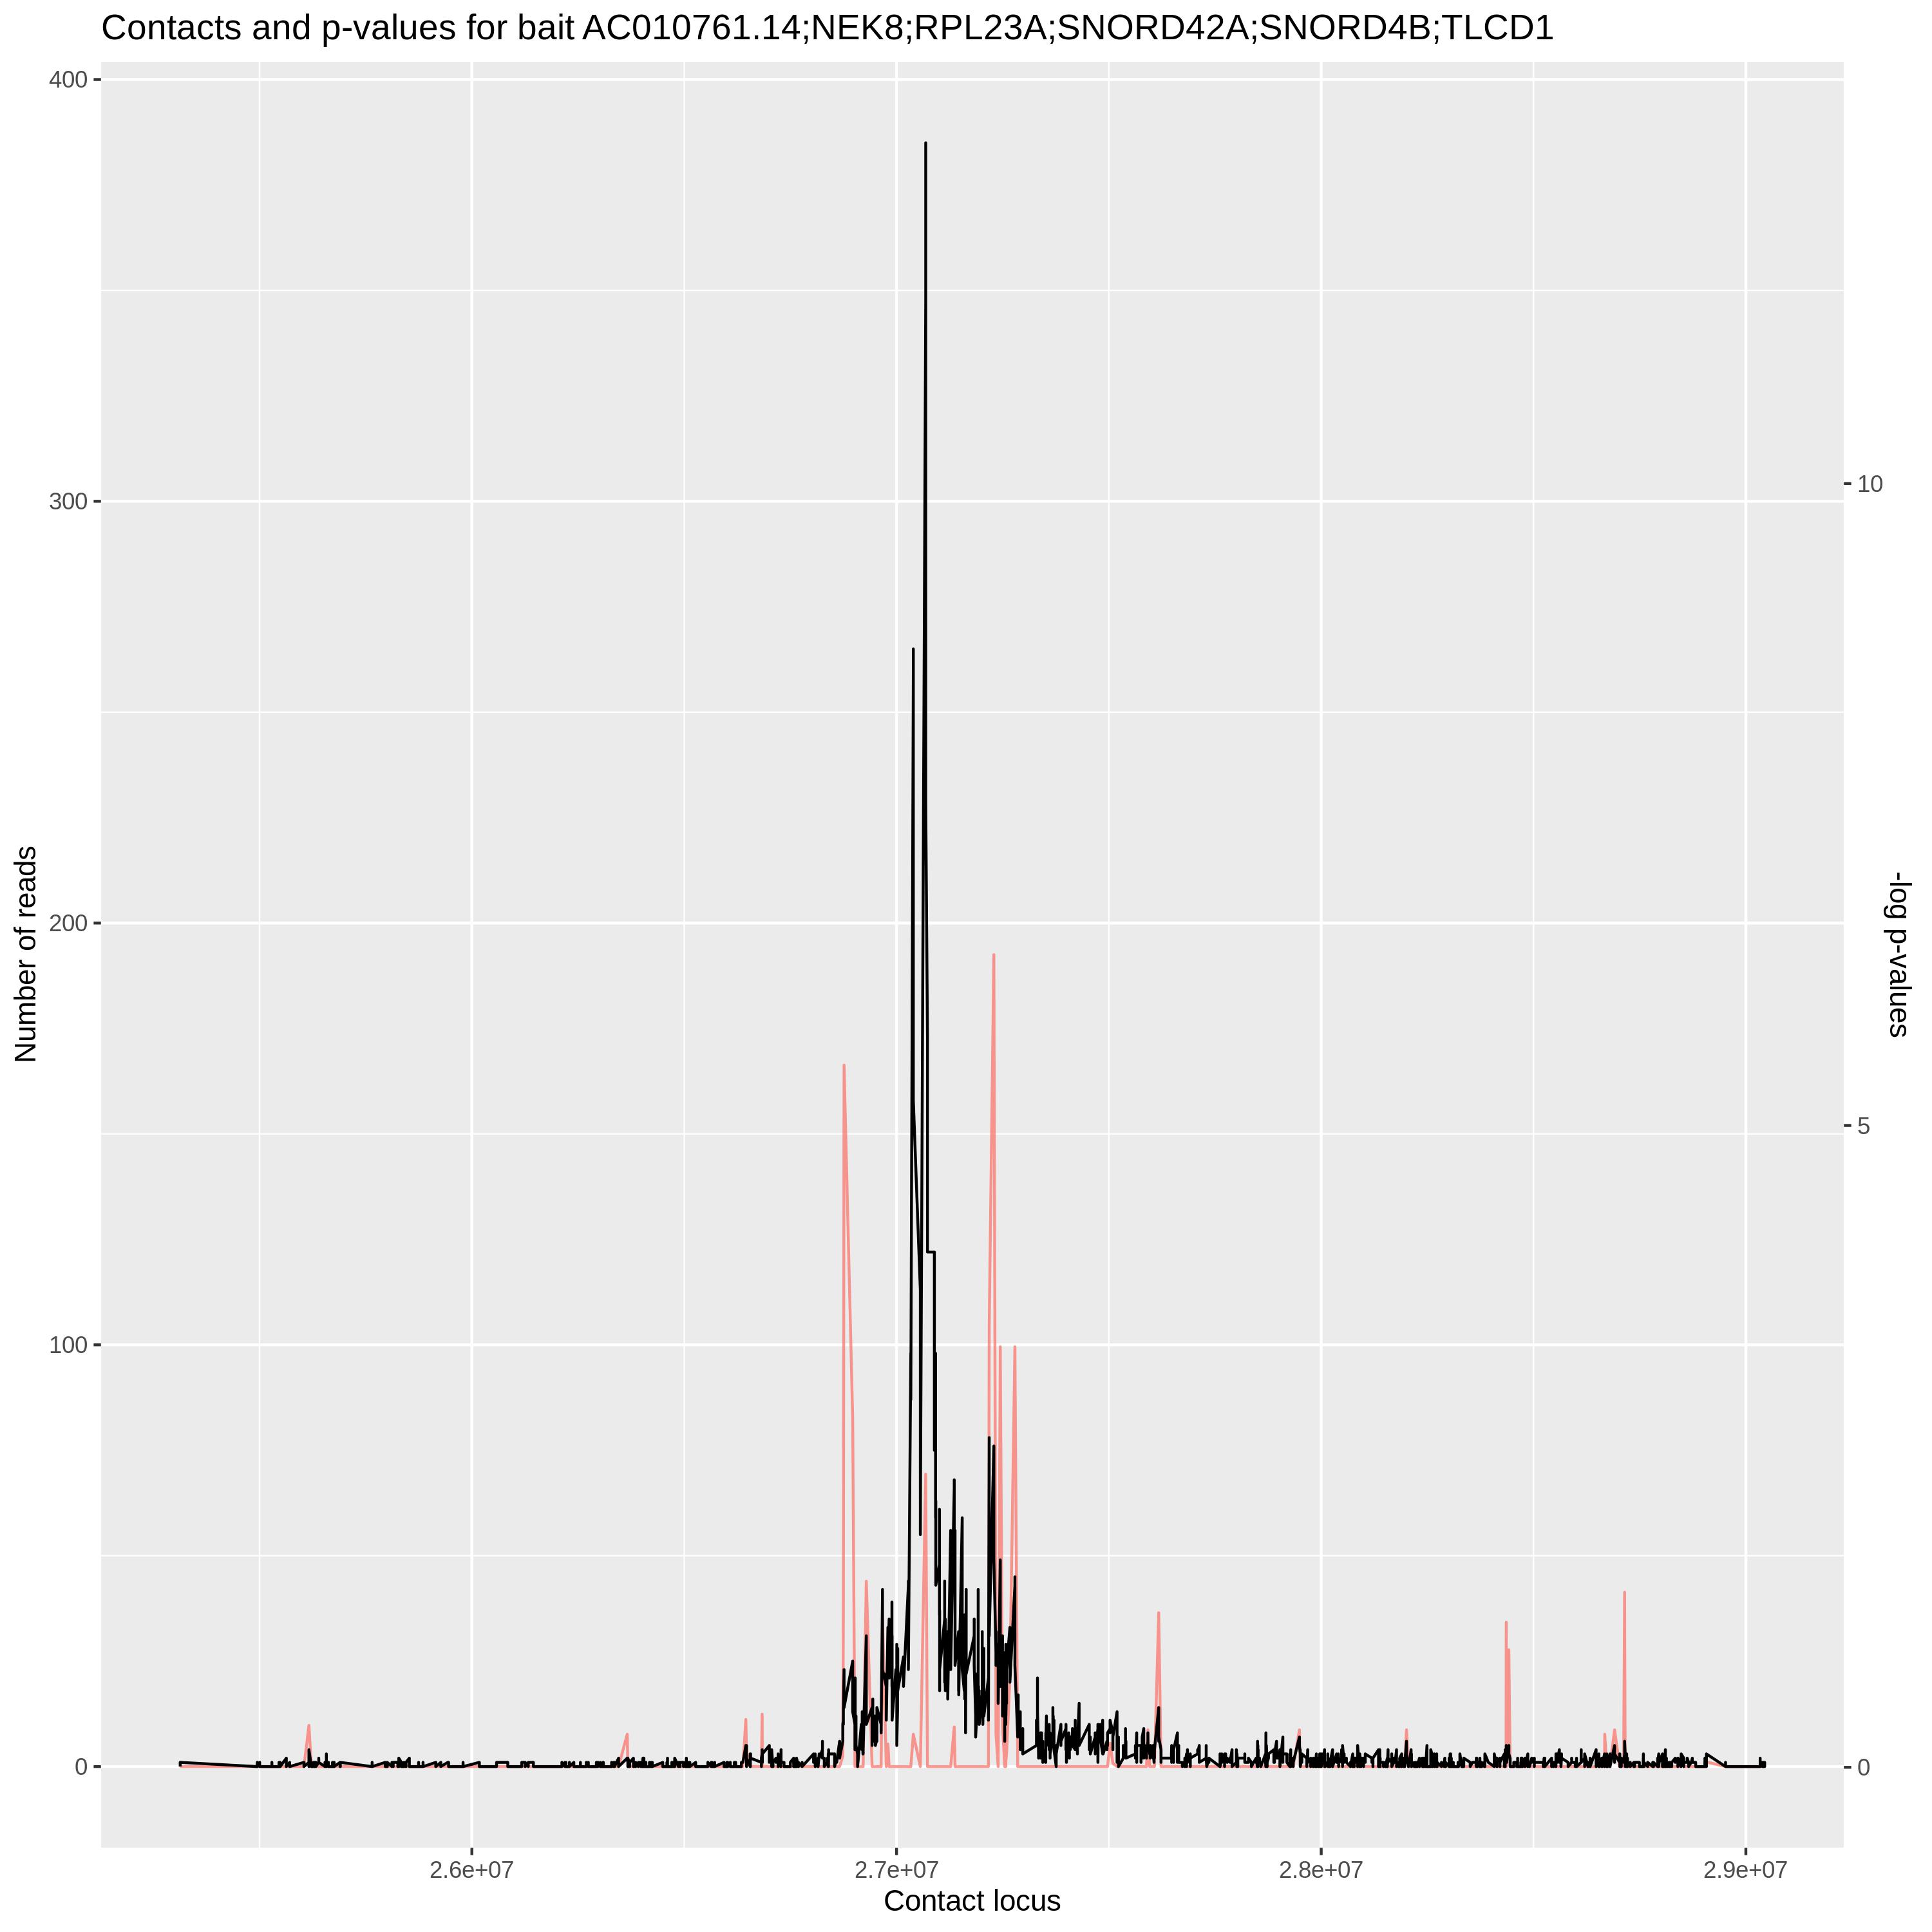 Contacts and p-values for bait AC010761.14;NEK8;RPL23A;SNORD42A;SNORD4B;TLCD1
400
300
200
100
0
Number of reads
10
5
0
-log p-values
2.6e+07
2.7e+07
2.8e+07
2.9e+07
Contact locus